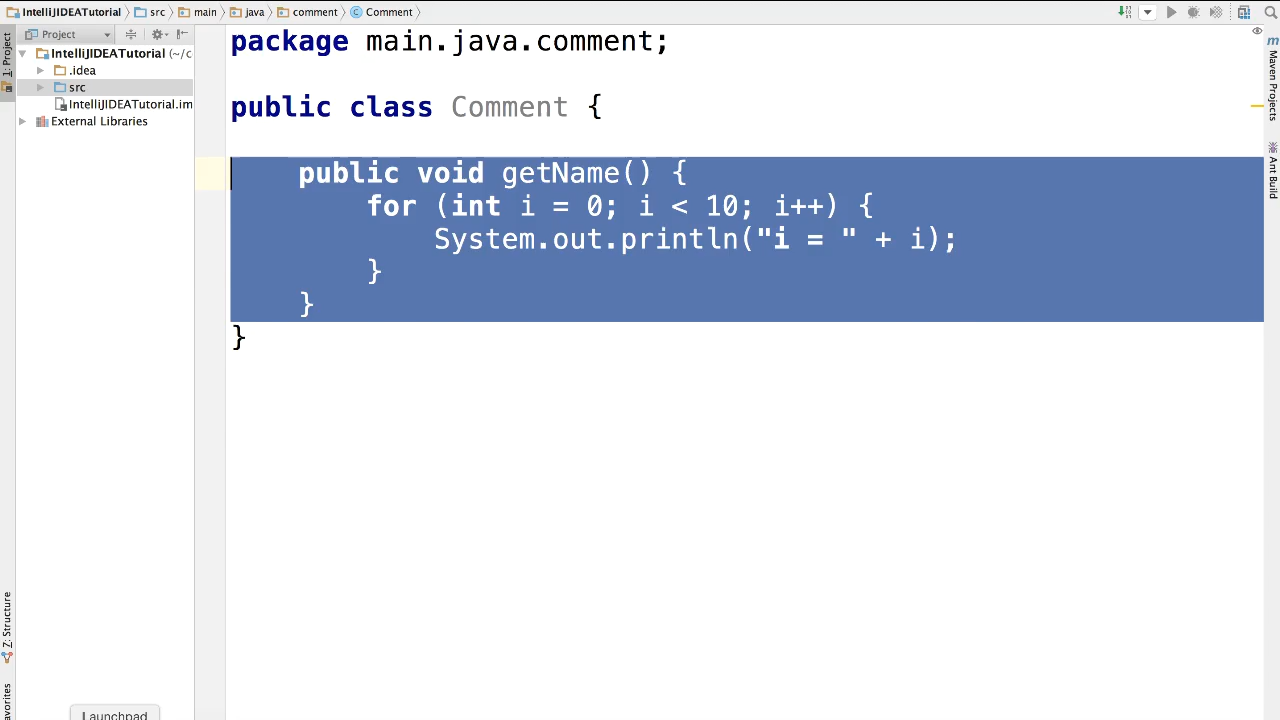 IntelliJIDEATutorial src main java comment Comment
Project
IntelliJIDEATutorial (~/c
.idea
src
IntelliJIDEATutorial.im
External Libraries
1: Project
Z: Structure
avorites
package main.java.comment;
public class Comment {
public void getName() {
for (int i = 0; i < 10; i++) {
System.out.println("i = " + i);
}
}
}
Maven Projects
Ant Build
Launchpad